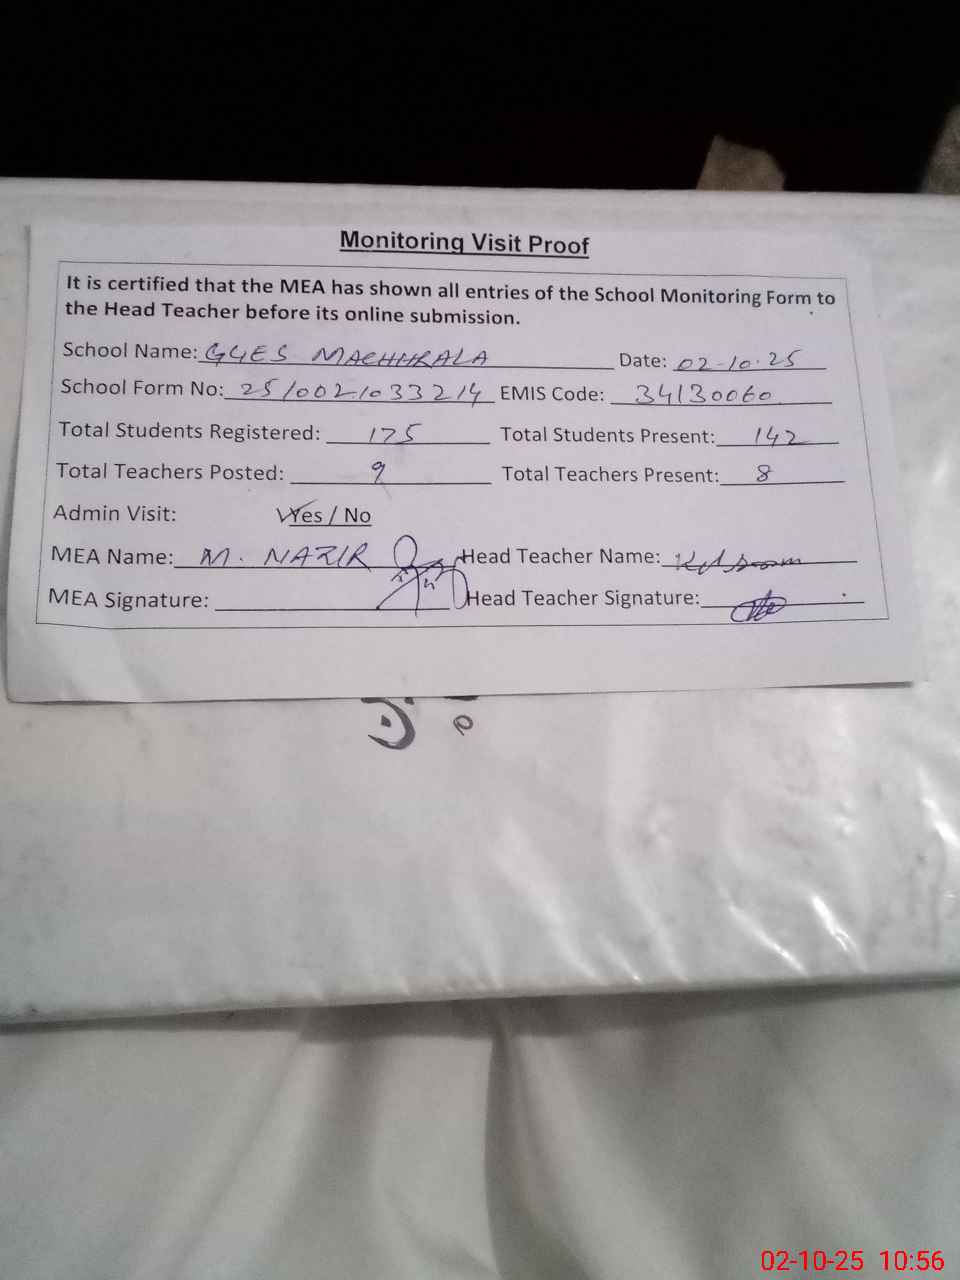 Monitoring Visit Proof
It is certified that the MEA has shown all entries of the School Monitoring Form to
the Head Teacher before its online submission.
School Name: GGES MACHHRALA Date: 02-10-25
School Form No: 25/002/033214 EMIS Code: 34130060
Total Students Registered: 175 Total Students Present: 142
Total Teachers Posted: 9 Total Teachers Present: 8
Admin Visit: Yes / No
MEA Name: M. NAZIR Head Teacher Name:
MEA Signature: Head Teacher Signature:
02-10-25 10:56